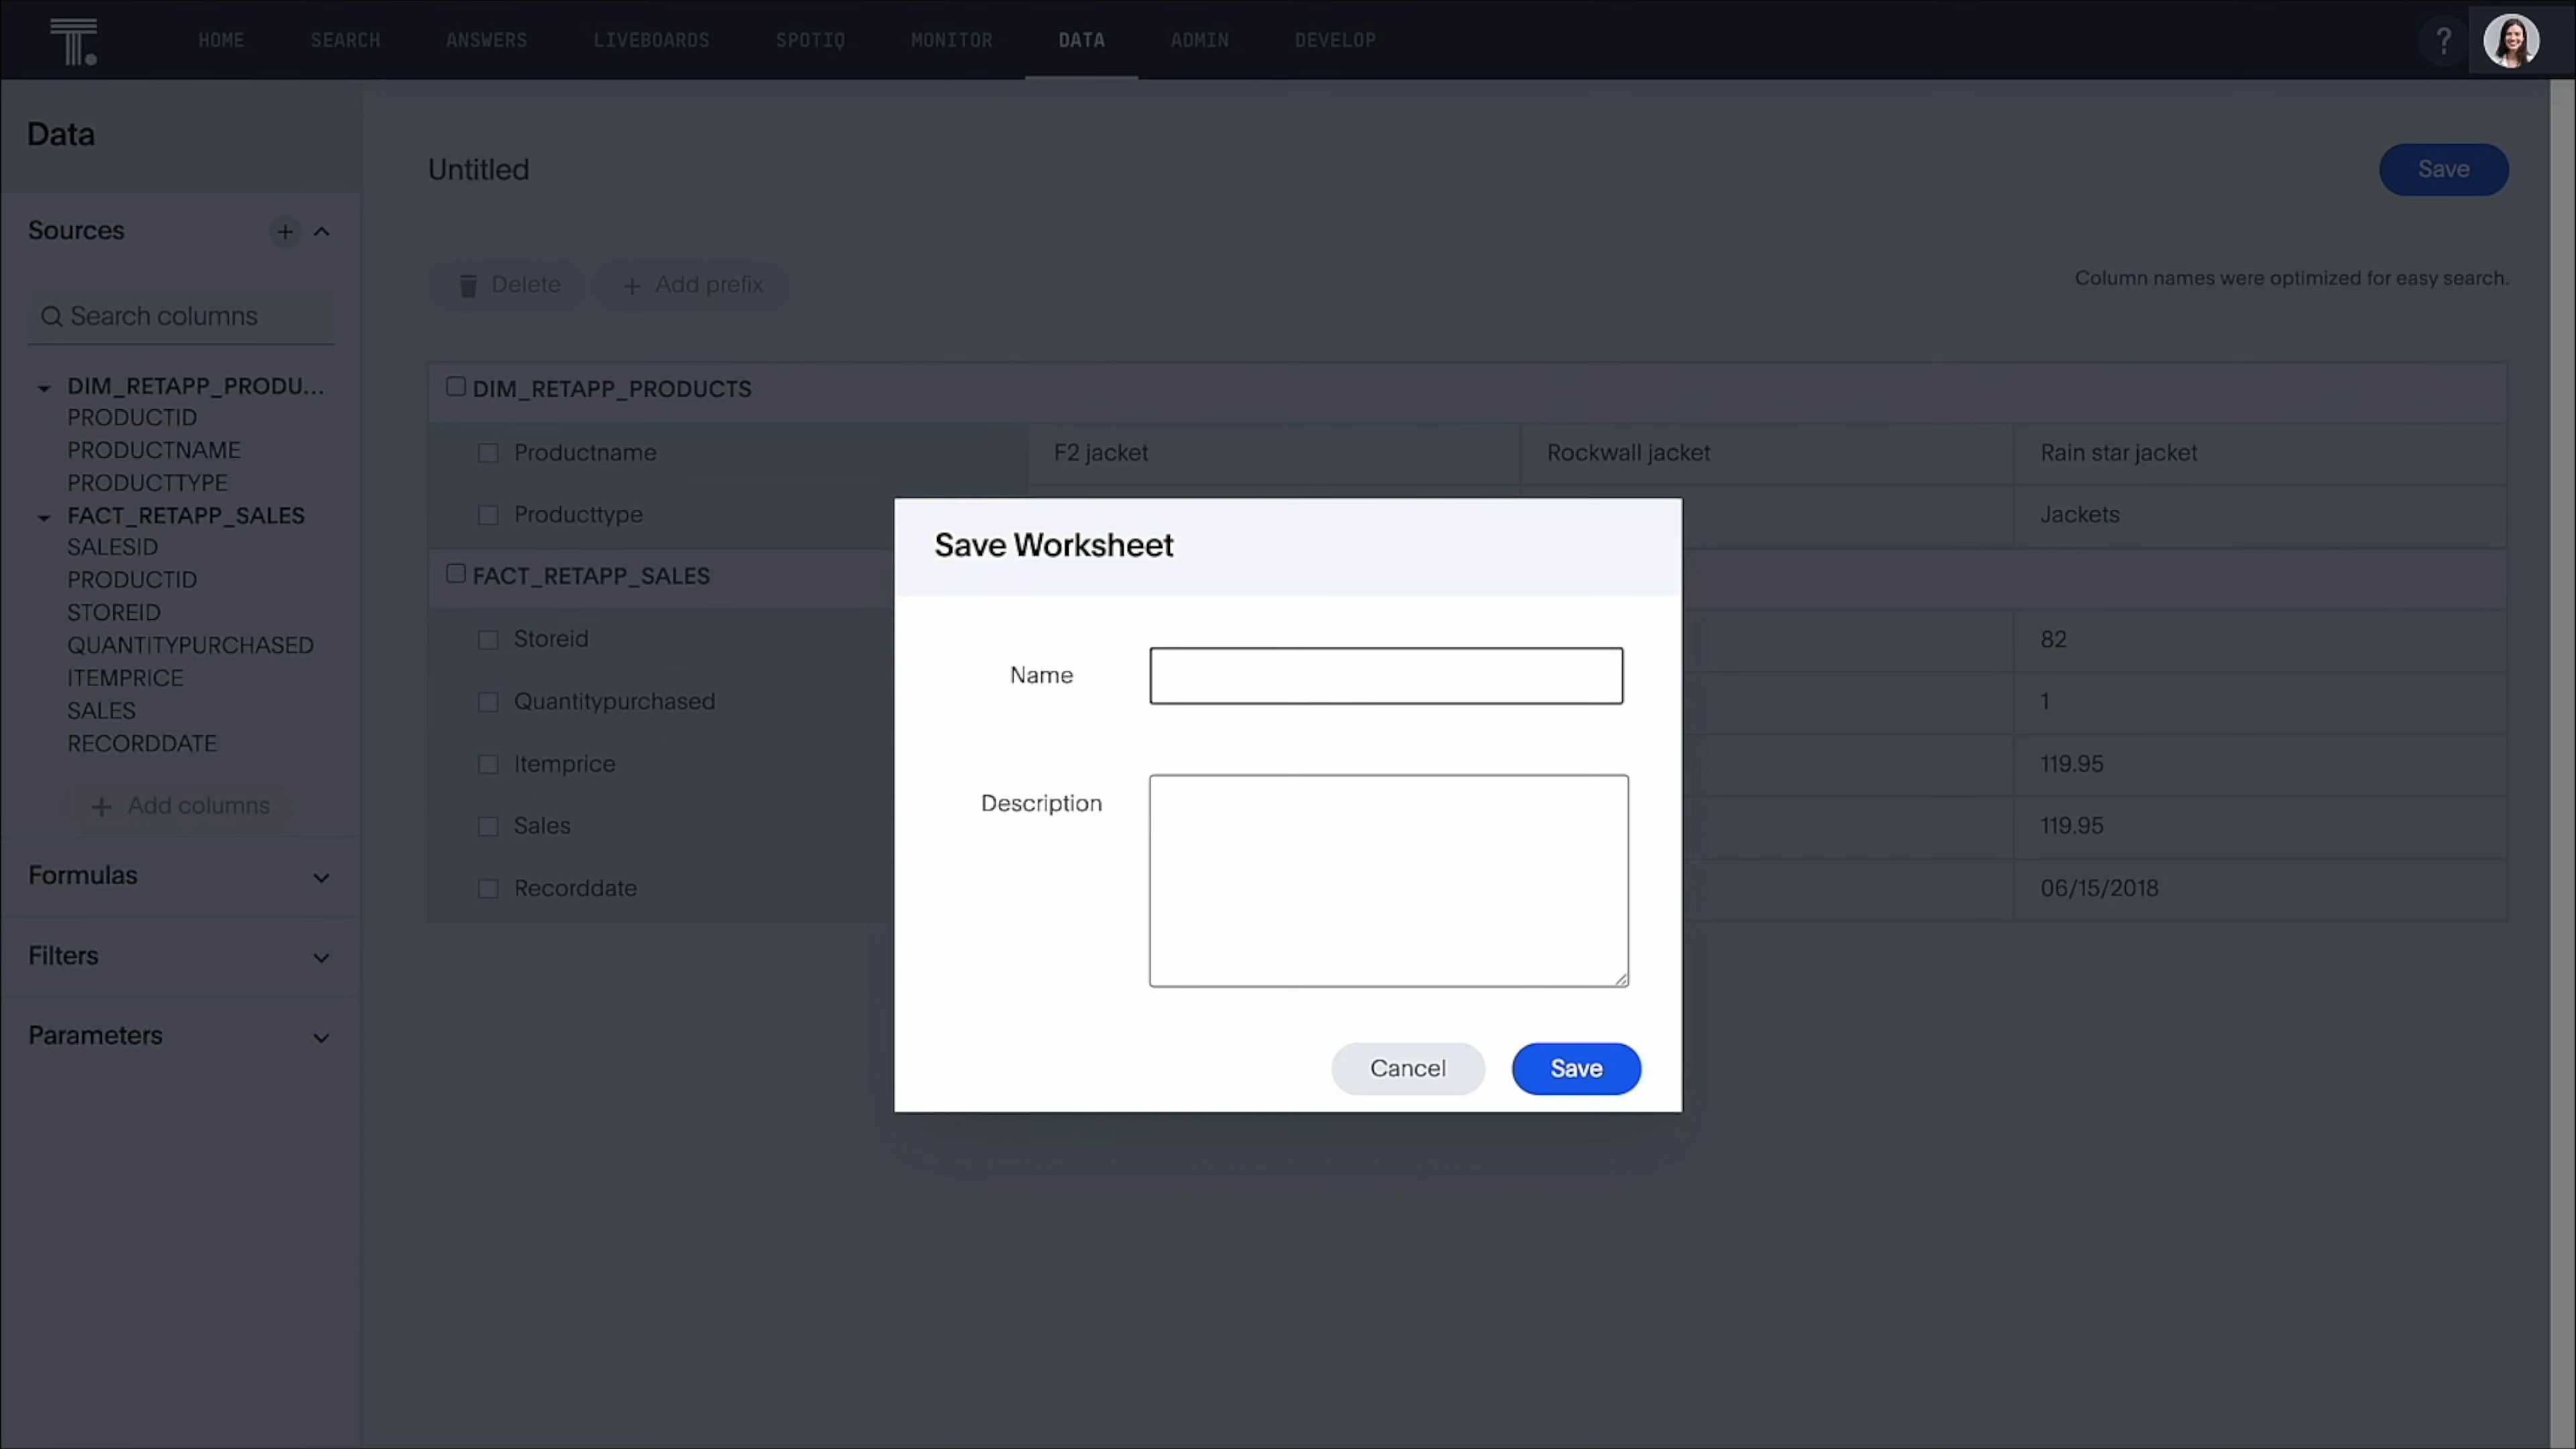 HOME SEARCH ANSWERS LIVEBOARDS SPOTIQ MONITOR DATA ADMIN DEVELOP ?
Data
Untitled
Save
Sources
Delete
Add prefix
Column names were optimized for easy search.
Search columns
DIM_RETAPP_PRODU...
PRODUCTID
PRODUCTNAME
PRODUCTTYPE
FACT_RETAPP_SALES
SALESID
PRODUCTID
STOREID
QUANTITYPURCHASED
ITEMPRICE
SALES
RECORDDATE
Add columns
Formulas
Filters
Parameters
DIM_RETAPP_PRODUCTS
Productname F2 jacket Rockwall jacket Rain star jacket
Producttype Jackets
FACT_RETAPP_SALES
Storeid 82
Quantitypurchased 1
Itemprice 119.95
Sales 119.95
Recorddate 06/15/2018
Save Worksheet
Name
Description
Cancel
Save